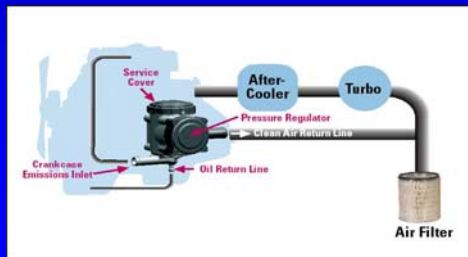 Service
Cover
After-
Cooler
Turbo
Pressure Regulator
Clean Air Return Line
Crankcase
Emissions Inlet
Oil Return Line
Air Filter